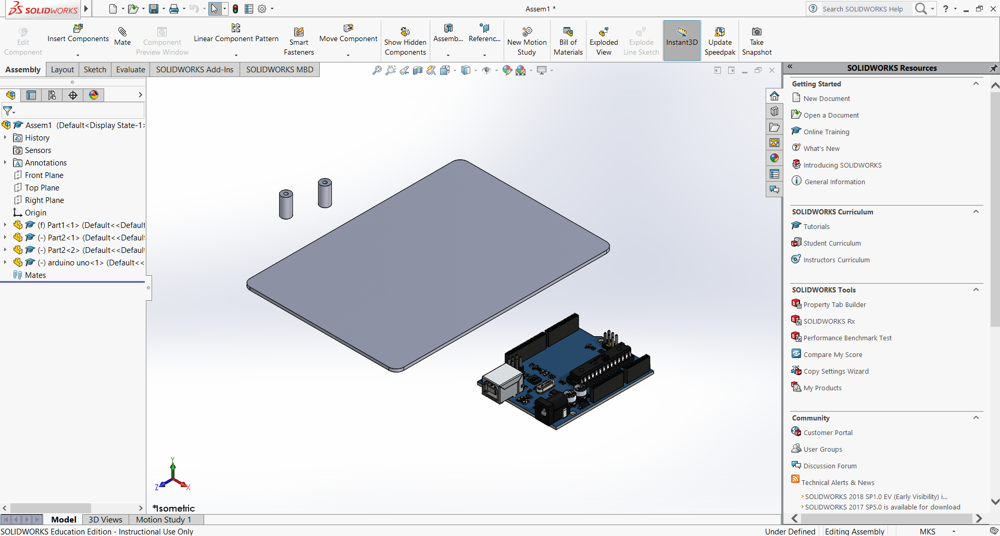 SOLIDWORKS
Assem1 *
Search SOLIDWORKS Help
?
Edit Component
Insert Components
Mate
Component Preview Window
Linear Component Pattern
Smart Fasteners
Move Component
Show Hidden Components
Assemb...
Referenc...
New Motion Study
Bill of Materials
Exploded View
Explode Line Sketch
Instant3D
Update Speedpak
Take Snapshot
Assembly
Layout
Sketch
Evaluate
SOLIDWORKS Add-Ins
SOLIDWORKS MBD
Assem1 (Default<Display State-1>
History
Sensors
Annotations
Front Plane
Top Plane
Right Plane
Origin
(f) Part1<1> (Default<<Default
(-) Part2<1> (Default<<Default
(-) Part2<2> (Default<<Default
(-) arduino uno<1> (Default<<
Mates
Y
Z
X
*Isometric
SOLIDWORKS Resources
Getting Started
New Document
Open a Document
Online Training
What's New
Introducing SOLIDWORKS
General Information
SOLIDWORKS Curriculum
Tutorials
Student Curriculum
Instructors Curriculum
SOLIDWORKS Tools
Property Tab Builder
SOLIDWORKS Rx
Performance Benchmark Test
Compare My Score
Copy Settings Wizard
My Products
Community
Customer Portal
User Groups
Discussion Forum
Technical Alerts & News
SOLIDWORKS 2018 SP1.0 EV (Early Visibility) i...
SOLIDWORKS 2017 SP5.0 is available for download
Model
3D Views
Motion Study 1
SOLIDWORKS Education Edition - Instructional Use Only
Under Defined
Editing Assembly
MKS